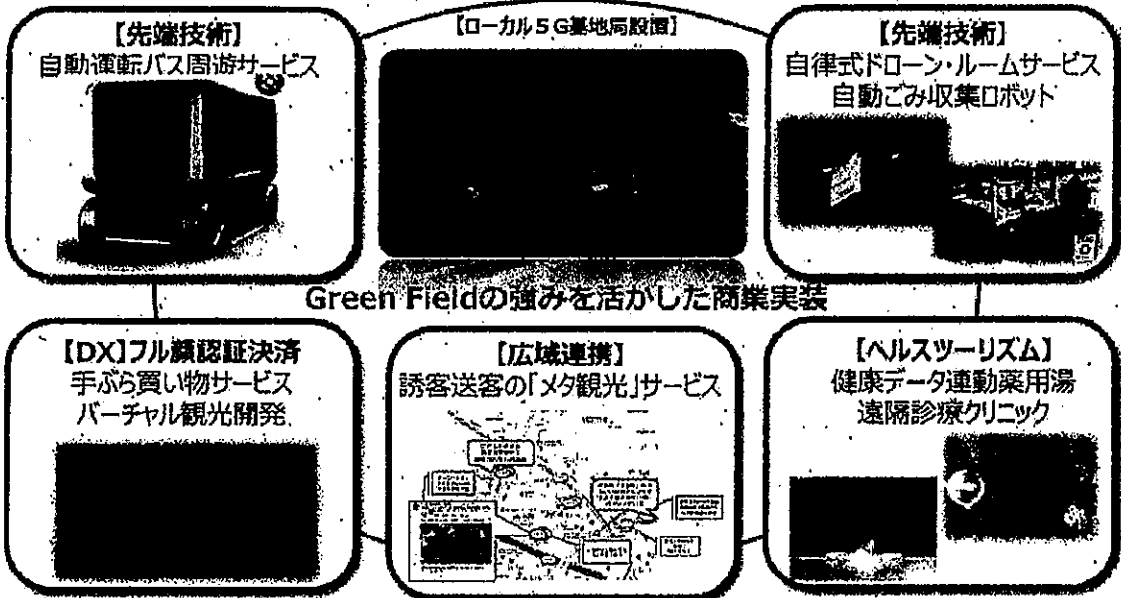 【先端技術】
自動運転バス周遊サービス
【ローカル5G基地局設置】
【先端技術】
自律式ドローン・ルームサービス
自動ごみ収集ロボット
Green Fieldの強みを活かした商業実装
【DX】フル顔認証決済
手ぶら買い物サービス
バーチャル観光開発
【広域連携】
誘客送客の「メタ観光」サービス
【ヘルスツーリズム】
健康データ連動薬用湯
遠隔診療クリニック